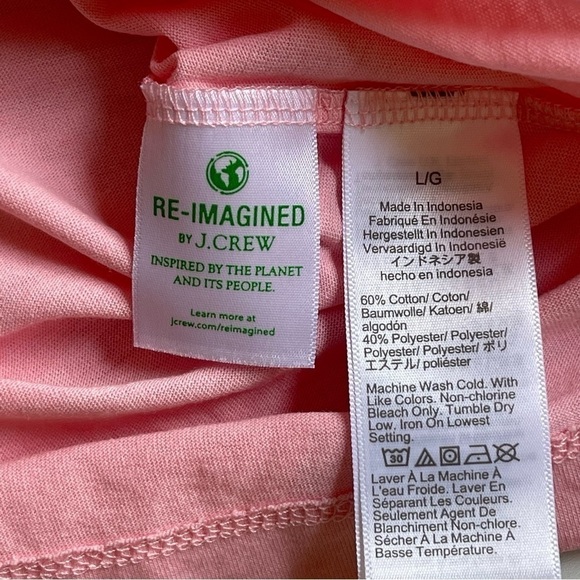 RE-IMAGINED
BY J.CREW
INSPIRED BY THE PLANET
AND ITS PEOPLE.
Learn more at
jcrew.com/reimagined
L/G
Made In Indonesia
Fabriqué En Indonésie
Hergestellt In Indonesien
Vervaardigd In Indonesien
インドネシア製
hecho en indonesia
60% Cotton/ Coton/
Baumwolle/ Katoen/ 綿/
algodón
40% Polyester/ Polyester/
Polyester/ Polyester/ ポリ
エステル/ poliéster
Machine Wash Cold. With
Like Colors. Non-chlorine
Bleach Only. Tumble Dry
Low. Iron On Lowest
Setting.
30
Laver À La Machine À
L'eau Froide. Laver En
Séparant Les Couleurs.
Seulement Agent De
Blanchiment Non-chlore.
Sécher À La Machine À
Basse Température.